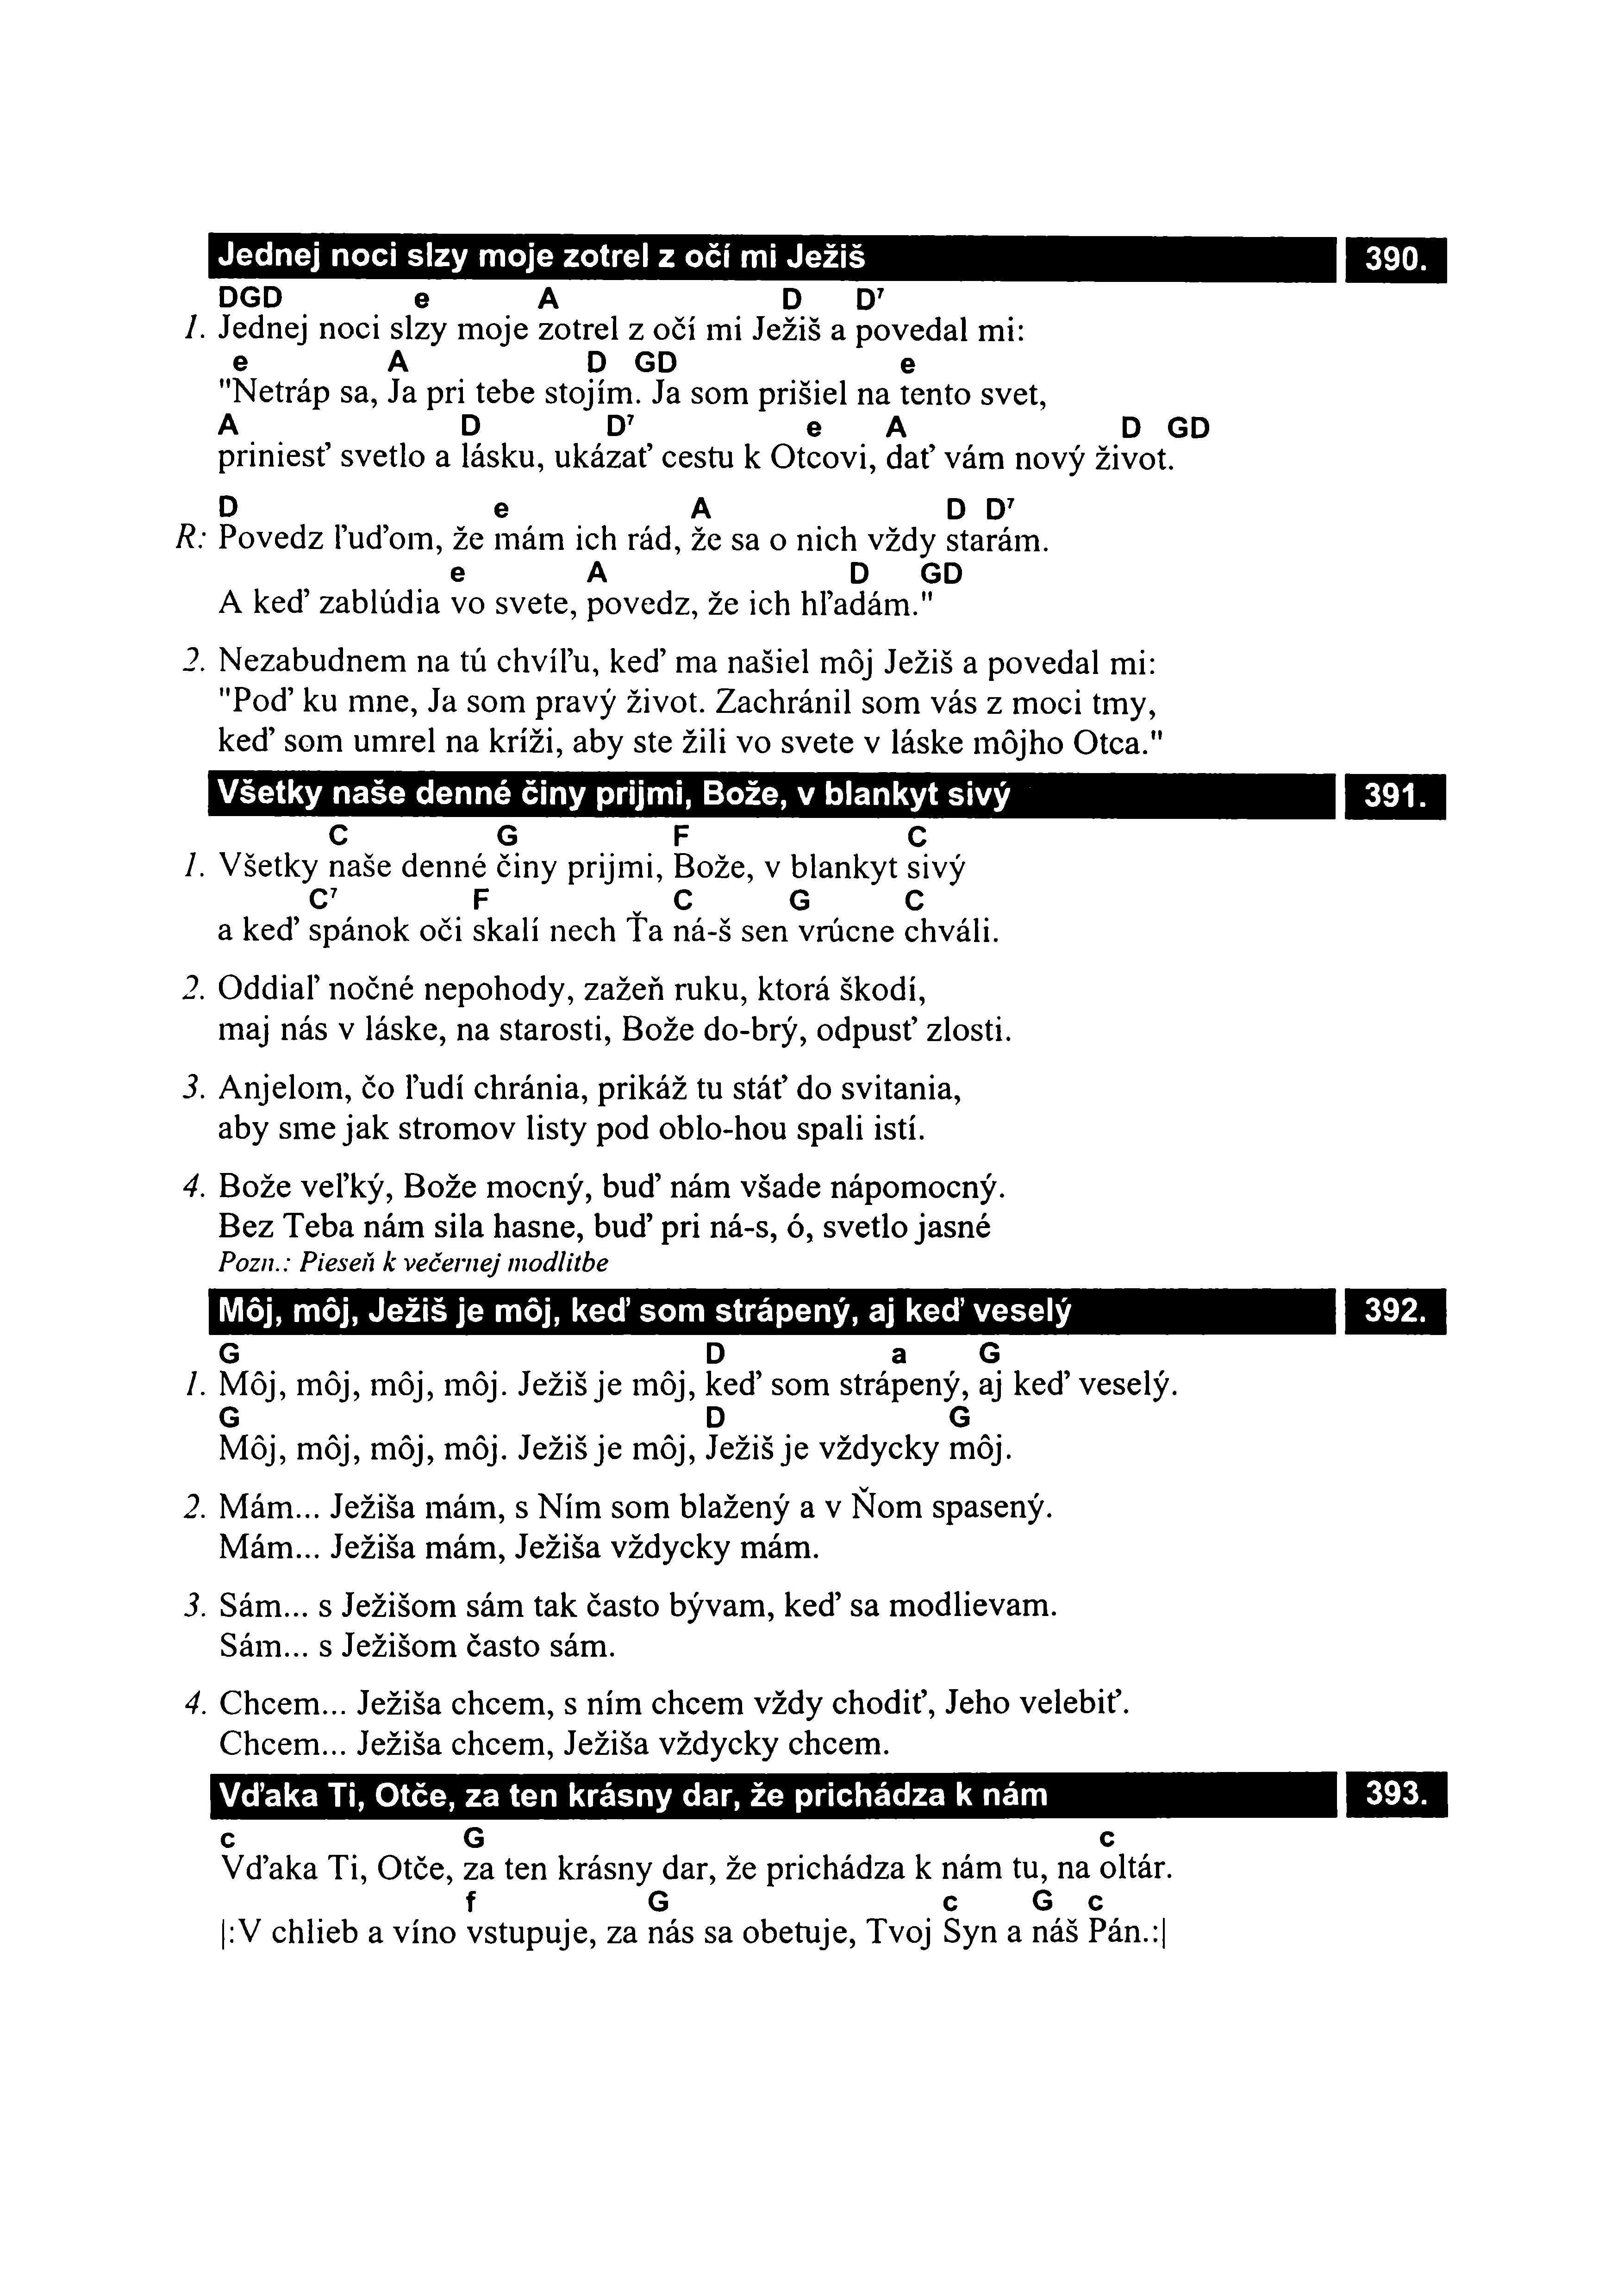 Jednej noci slzy moje zotrel z očí mi Ježiš 390.
DGD e A D D⁷
1. Jednej noci slzy moje zotrel z očí mi Ježiš a povedal mi:
e A D GD e
"Netráp sa, Ja pri tebe stojím. Ja som prišiel na tento svet,
A D D⁷ e A D GD
priniesť svetlo a lásku, ukázať cestu k Otcovi, dať vám nový život.
D e A D D⁷
R: Povedz ľuďom, že mám ich rád, že sa o nich vždy starám.
e A D GD
A keď zablúdia vo svete, povedz, že ich hľadám."
2. Nezabudnem na tú chvíľu, keď ma našiel môj Ježiš a povedal mi:
"Poď ku mne, Ja som pravý život. Zachránil som vás z moci tmy,
keď som umrel na kríži, aby ste žili vo svete v láske môjho Otca."
Všetky naše denné činy prijmi, Bože, v blankyt sivý 391.
C G F C
1. Všetky naše denné činy prijmi, Bože, v blankyt sivý
C⁷ F C G C
a keď spánok oči skalí nech Ťa ná-š sen vrúcne chváli.
2. Oddiaľ nočné nepohody, zažeň ruku, ktorá škodí,
maj nás v láske, na starosti, Bože do-brý, odpusť zlosti.
3. Anjelom, čo ľudí chránia, prikáž tu stáť do svitania,
aby sme jak stromov listy pod oblo-hou spali istí.
4. Bože veľký, Bože mocný, buď nám všade nápomocný.
Bez Teba nám sila hasne, buď pri ná-s, ó, svetlo jasné
Pozn.: Pieseň k večernej modlitbe
Môj, môj, Ježiš je môj, keď som strápený, aj keď veselý 392.
G D a G
1. Môj, môj, môj, môj. Ježiš je môj, keď som strápený, aj keď veselý.
G D G
Môj, môj, môj, môj. Ježiš je môj, Ježiš je vždycky môj.
2. Mám... Ježiša mám, s Ním som blažený a v Ňom spasený.
Mám... Ježiša mám, Ježiša vždycky mám.
3. Sám... s Ježišom sám tak často bývam, keď sa modlievam.
Sám... s Ježišom často sám.
4. Chcem... Ježiša chcem, s ním chcem vždy chodiť, Jeho velebiť.
Chcem... Ježiša chcem, Ježiša vždycky chcem.
Vďaka Ti, Otče, za ten krásny dar, že prichádza k nám 393.
c G c
Vďaka Ti, Otče, za ten krásny dar, že prichádza k nám tu, na oltár.
f G c G c
|:V chlieb a víno vstupuje, za nás sa obetuje, Tvoj Syn a náš Pán.:|